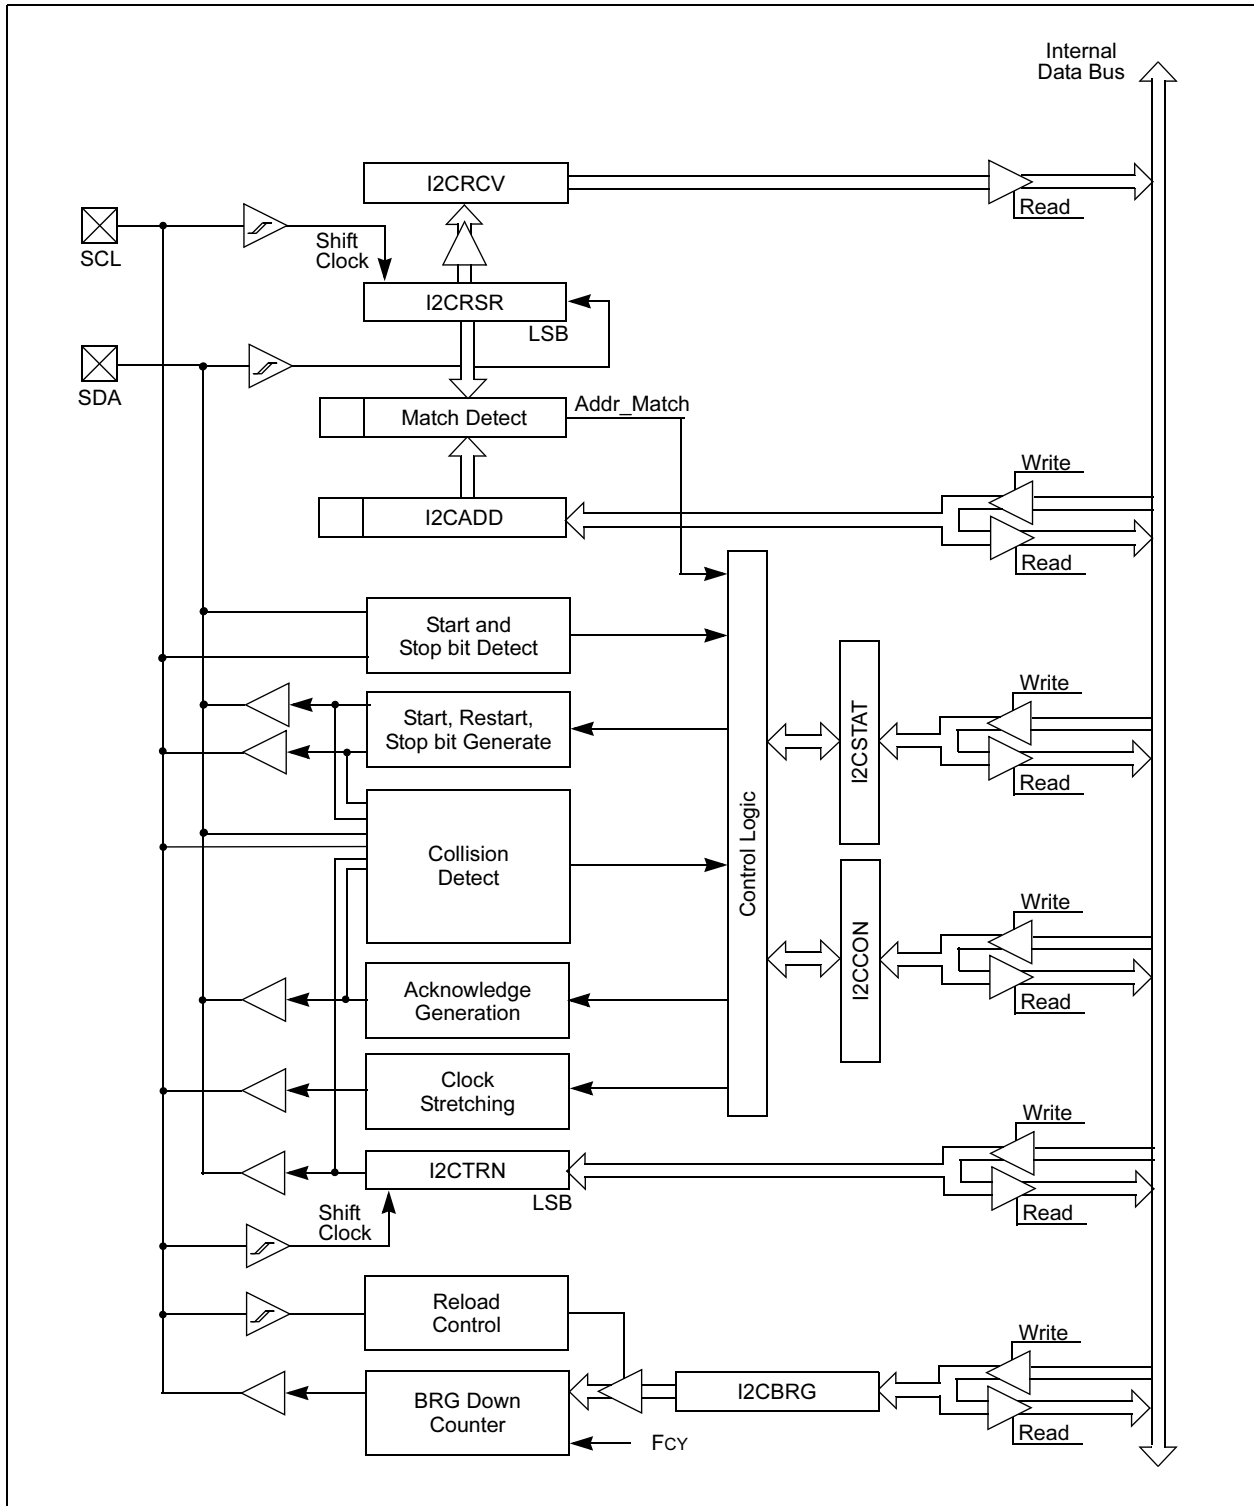 Internal
Data Bus
I2CRCV
Read
SCL
Shift
Clock
I2CRSR
LSB
SDA
Addr_Match
Match Detect
Write
I2CADD
Read
Start and
Stop bit Detect
Write
Start, Restart,
Stop bit Generate
I2CSTAT
Read
Control Logic
Collision
Detect
Write
I2CCON
Acknowledge
Generation
Read
Clock
Stretching
Write
I2CTRN
LSB
Shift
Clock
Read
Reload
Control
Write
I2CBRG
BRG Down
Counter
Read
FCY